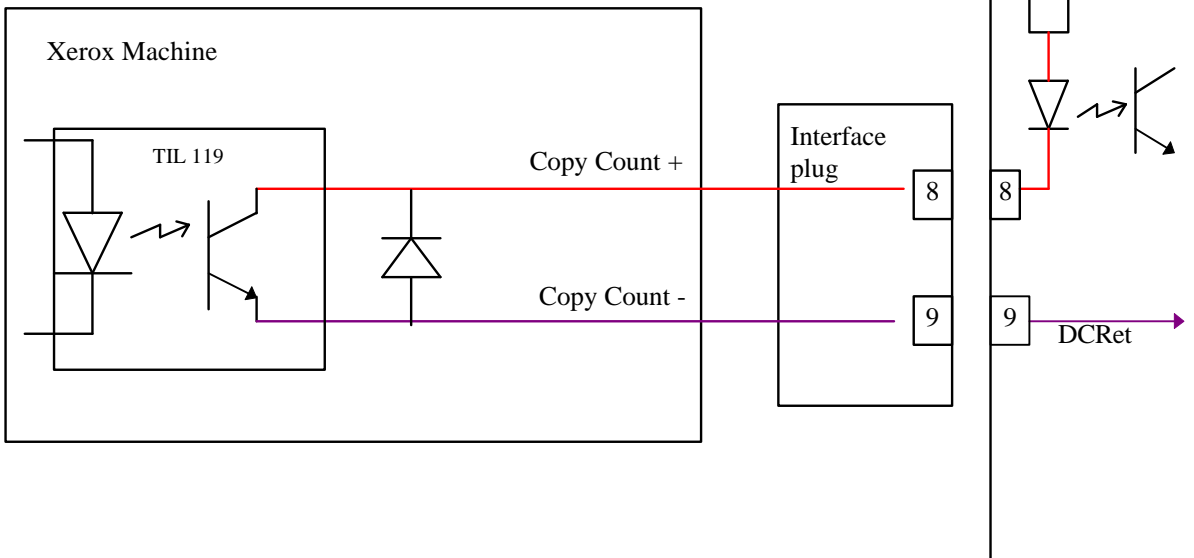 Xerox Machine
TIL 119
Copy Count +
Interface
plug
8
8
Copy Count -
9
9
DCRet